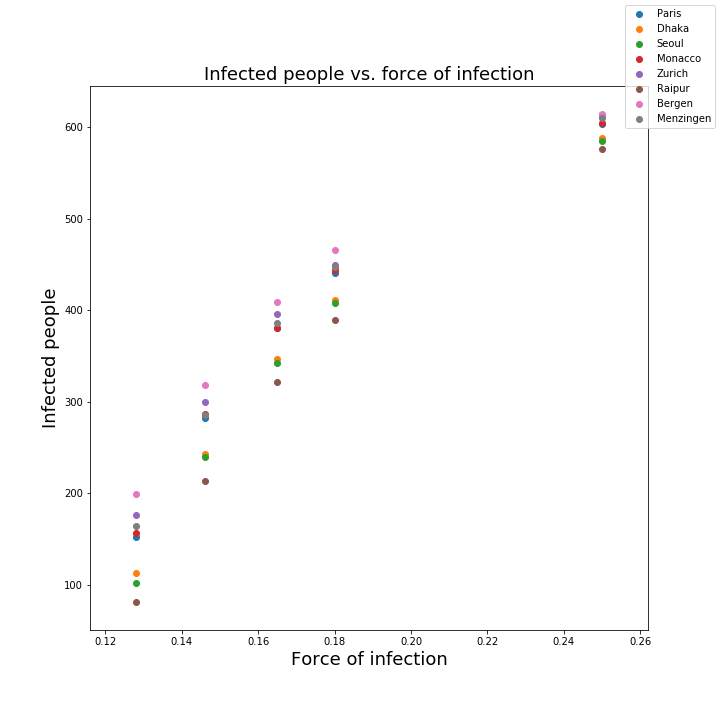 Paris
Dhaka
Seoul
Monacco
Zurich
Raipur
Bergen
Menzingen
Infected people vs. force of infection
600
500
400
300
200
100
Infected people
0.12 0.14 0.16 0.18 0.20 0.22 0.24 0.26
Force of infection